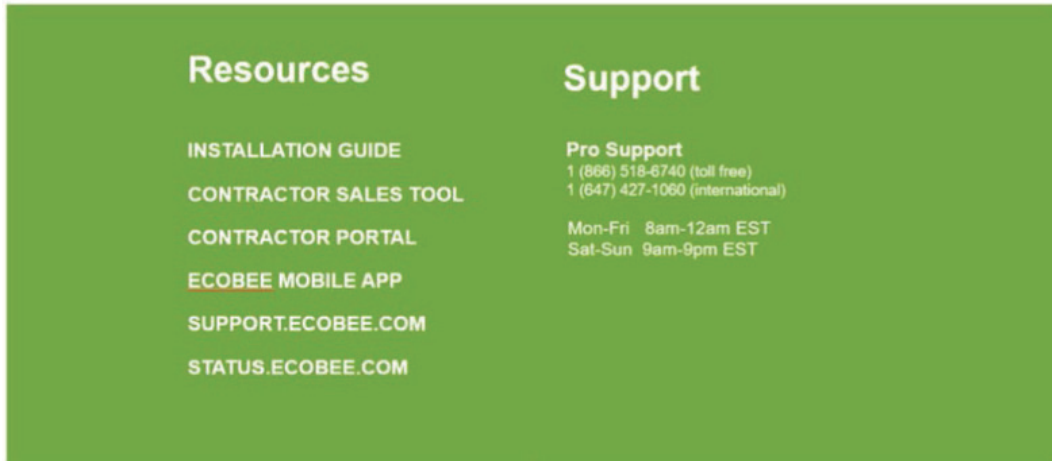 Resources
INSTALLATION GUIDE
CONTRACTOR SALES TOOL
CONTRACTOR PORTAL
ECOBEE MOBILE APP
SUPPORT.ECOBEE.COM
STATUS.ECOBEE.COM
Support
Pro Support
1 (866) 518-6740 (toll free)
1 (647) 427-1060 (international)
Mon-Fri 8am-12am EST
Sat-Sun 9am-9pm EST